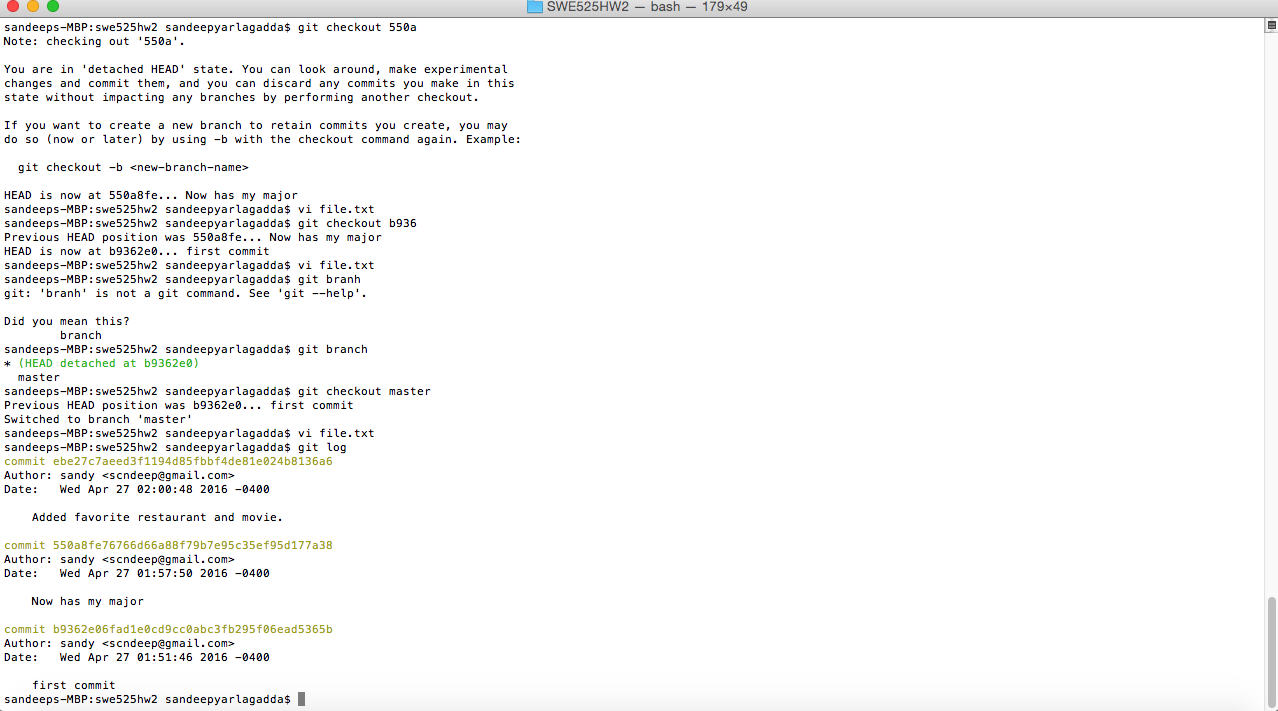 SWE525HW2 — bash — 179×49
sandeeps-MBP:swe525hw2 sandeepyarlagadda$ git checkout 550a
Note: checking out '550a'.
You are in 'detached HEAD' state. You can look around, make experimental
changes and commit them, and you can discard any commits you make in this
state without impacting any branches by performing another checkout.
If you want to create a new branch to retain commits you create, you may
do so (now or later) by using -b with the checkout command again. Example:
  git checkout -b <new-branch-name>
HEAD is now at 550a8fe... Now has my major
sandeeps-MBP:swe525hw2 sandeepyarlagadda$ vi file.txt
sandeeps-MBP:swe525hw2 sandeepyarlagadda$ git checkout b936
Previous HEAD position was 550a8fe... Now has my major
HEAD is now at b9362e0... first commit
sandeeps-MBP:swe525hw2 sandeepyarlagadda$ vi file.txt
sandeeps-MBP:swe525hw2 sandeepyarlagadda$ git branh
git: 'branh' is not a git command. See 'git --help'.
Did you mean this?
        branch
sandeeps-MBP:swe525hw2 sandeepyarlagadda$ git branch
* (HEAD detached at b9362e0)
  master
sandeeps-MBP:swe525hw2 sandeepyarlagadda$ git checkout master
Previous HEAD position was b9362e0... first commit
Switched to branch 'master'
sandeeps-MBP:swe525hw2 sandeepyarlagadda$ vi file.txt
sandeeps-MBP:swe525hw2 sandeepyarlagadda$ git log
commit ebe27c7aeed3f1194d85fbbf4de81e024b8136a6
Author: sandy <scndeep@gmail.com>
Date:   Wed Apr 27 02:00:48 2016 -0400
    Added favorite restaurant and movie.
commit 550a8fe76766d66a88f79b7e95c35ef95d177a38
Author: sandy <scndeep@gmail.com>
Date:   Wed Apr 27 01:57:50 2016 -0400
    Now has my major
commit b9362e06fad1e0cd9cc0abc3fb295f06ead5365b
Author: sandy <scndeep@gmail.com>
Date:   Wed Apr 27 01:51:46 2016 -0400
    first commit
sandeeps-MBP:swe525hw2 sandeepyarlagadda$